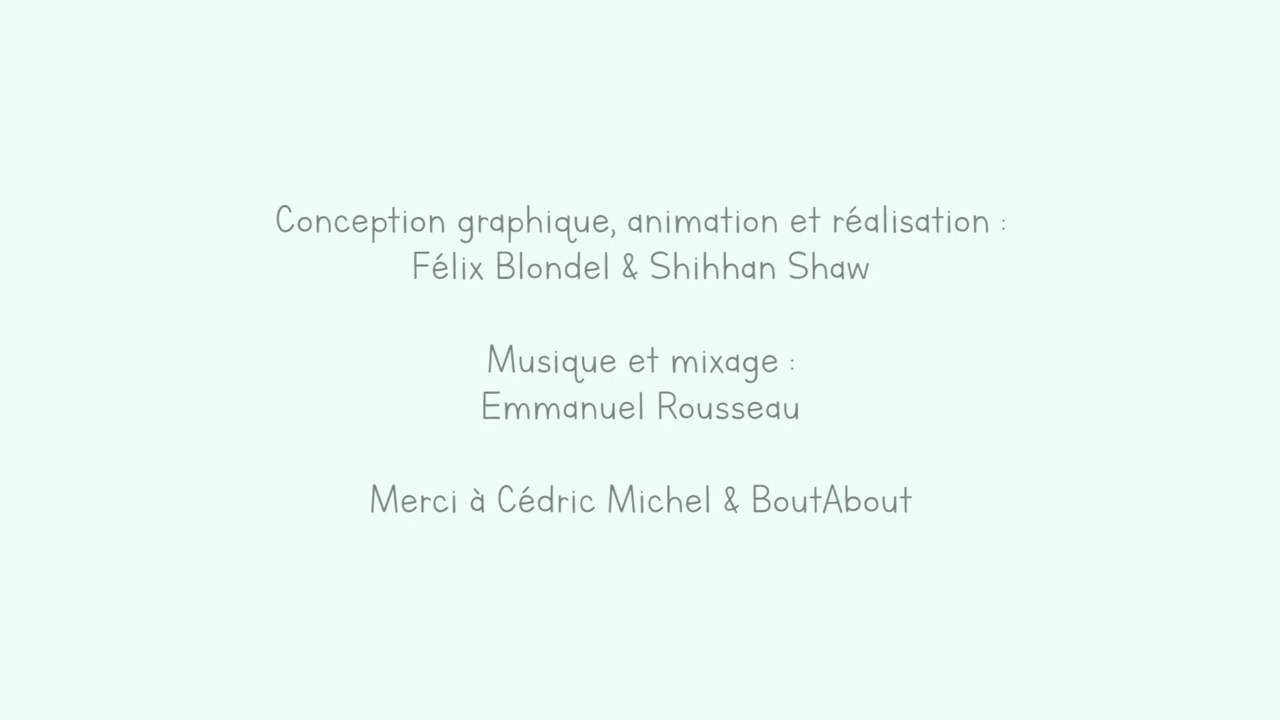 Conception graphique, animation et réalisation :
Félix Blondel & Shihhan Shaw
Musique et mixage :
Emmanuel Rousseau
Merci à Cédric Michel & BoutAbout